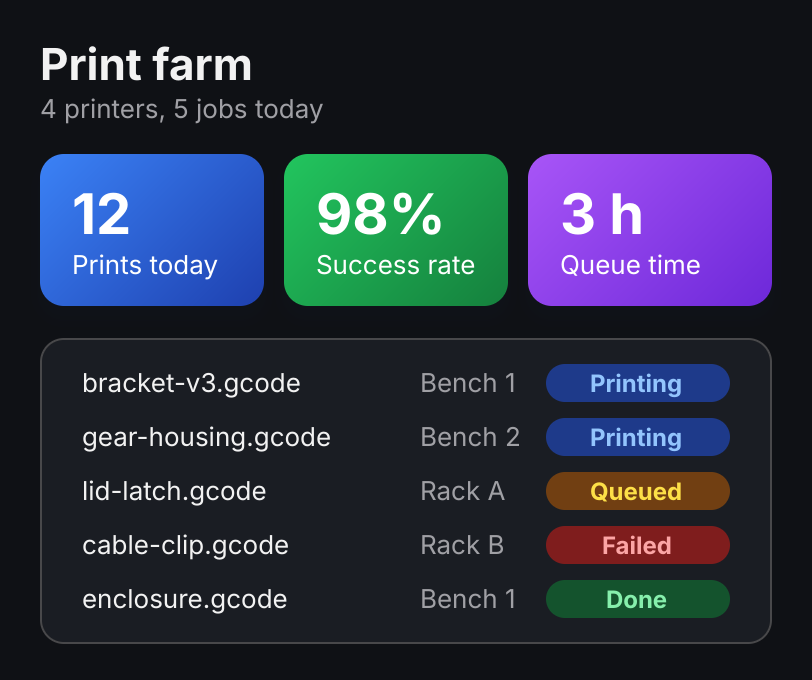 Print farm
4 printers, 5 jobs today
12
Prints today
98%
Success rate
3 h
Queue time
bracket-v3.gcode Bench 1 Printing
gear-housing.gcode Bench 2 Printing
lid-latch.gcode Rack A Queued
cable-clip.gcode Rack B Failed
enclosure.gcode Bench 1 Done